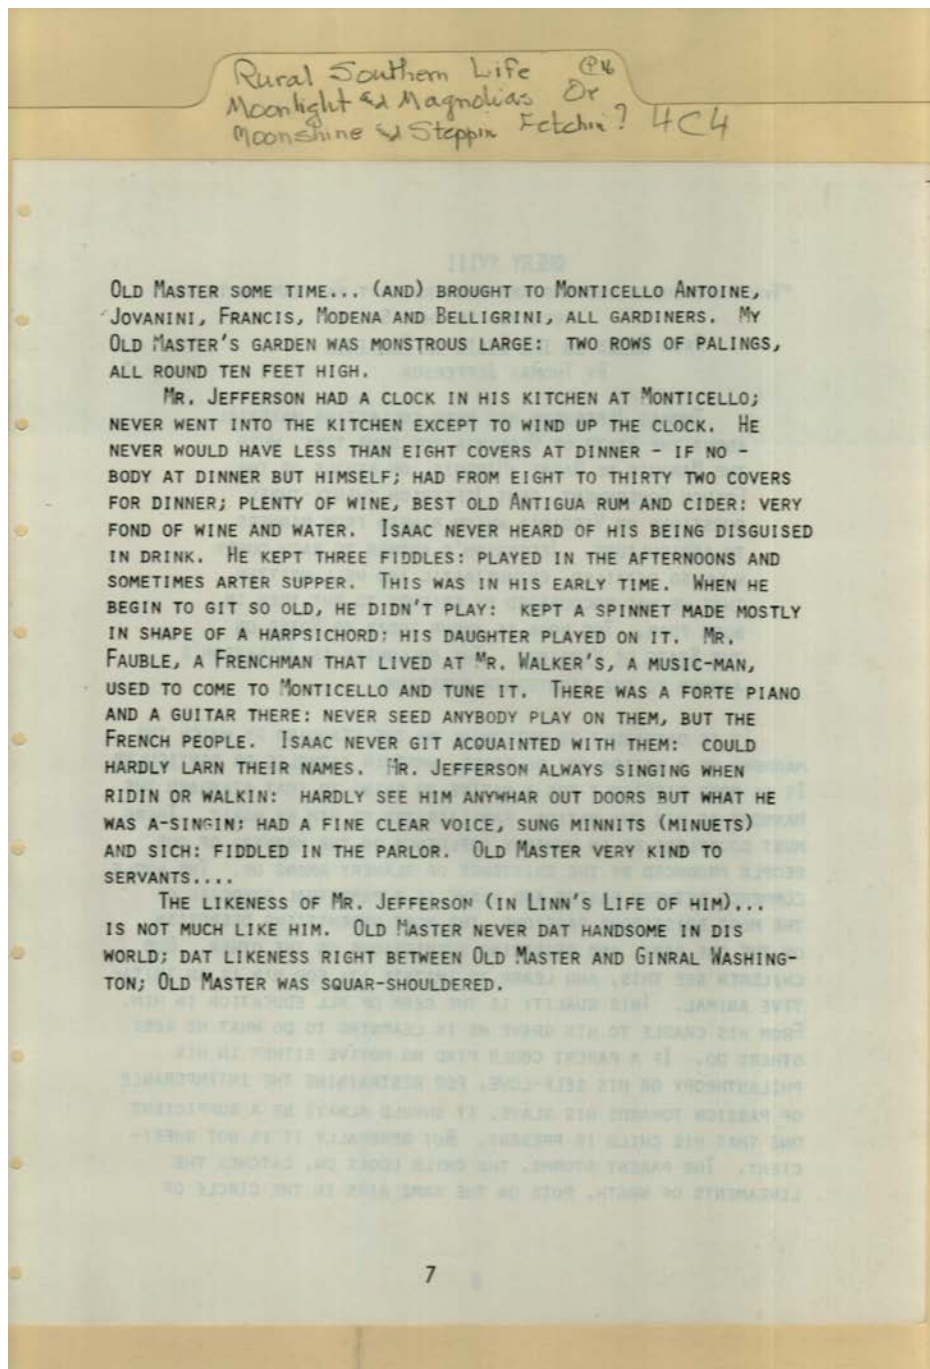 Rural Southern Life
Moonlight and Magnolias Or
Moonshine and Steppin Fetchin? 4C4
OLD MASTER SOME TIME... (AND) BROUGHT TO MONTICELLO ANTOINE,
JOVANINI, FRANCIS, MODENA AND BELLIGRINI, ALL GARDINERS. MY
OLD MASTER'S GARDEN WAS MONSTROUS LARGE: TWO ROWS OF PALINGS,
ALL ROUND TEN FEET HIGH.
MR. JEFFERSON HAD A CLOCK IN HIS KITCHEN AT MONTICELLO;
NEVER WENT INTO THE KITCHEN EXCEPT TO WIND UP THE CLOCK. HE
NEVER WOULD HAVE LESS THAN EIGHT COVERS AT DINNER - IF NO -
BODY AT DINNER BUT HIMSELF; HAD FROM EIGHT TO THIRTY TWO COVERS
FOR DINNER; PLENTY OF WINE, BEST OLD ANTIGUA RUM AND CIDER: VERY
FOND OF WINE AND WATER. ISAAC NEVER HEARD OF HIS BEING DISGUISED
IN DRINK. HE KEPT THREE FIDDLES: PLAYED IN THE AFTERNOONS AND
SOMETIMES ARTER SUPPER. THIS WAS IN HIS EARLY TIME. WHEN HE
BEGIN TO GIT SO OLD, HE DIDN'T PLAY: KEPT A SPINNET MADE MOSTLY
IN SHAPE OF A HARPSICHORD: HIS DAUGHTER PLAYED ON IT. MR.
FAUBLE, A FRENCHMAN THAT LIVED AT MR. WALKER'S, A MUSIC-MAN,
USED TO COME TO MONTICELLO AND TUNE IT. THERE WAS A FORTE PIANO
AND A GUITAR THERE: NEVER SEED ANYBODY PLAY ON THEM, BUT THE
FRENCH PEOPLE. ISAAC NEVER GIT ACQUAINTED WITH THEM: COULD
HARDLY LARN THEIR NAMES. MR. JEFFERSON ALWAYS SINGING WHEN
RIDIN OR WALKIN: HARDLY SEE HIM ANYWHAR OUT DOORS BUT WHAT HE
WAS A-SINGIN: HAD A FINE CLEAR VOICE, SUNG MINNITS (MINUETS)
AND SICH: FIDDLED IN THE PARLOR. OLD MASTER VERY KIND TO
SERVANTS....
THE LIKENESS OF MR. JEFFERSON (IN LINN'S LIFE OF HIM)...
IS NOT MUCH LIKE HIM. OLD MASTER NEVER DAT HANDSOME IN DIS
WORLD; DAT LIKENESS RIGHT BETWEEN OLD MASTER AND GINRAL WASHING-
TON; OLD MASTER WAS SQUAR-SHOULDERED.
7